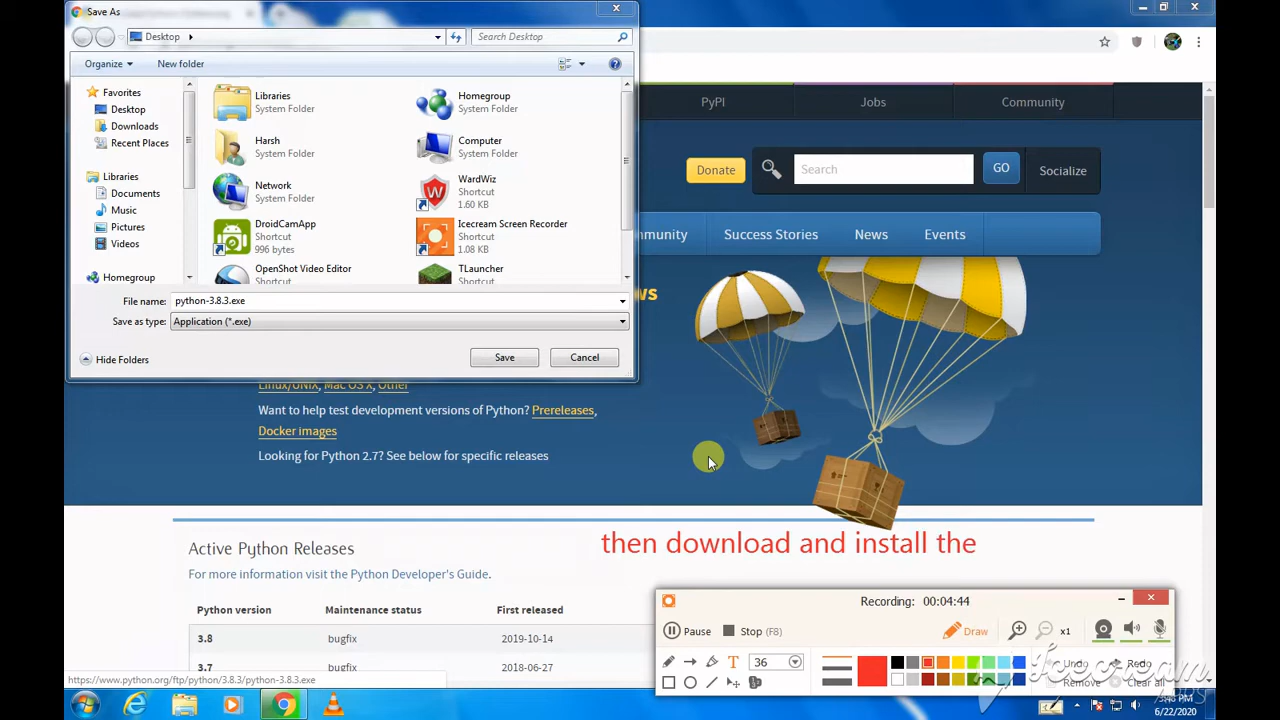 Save As
Desktop
Search Desktop
Organize
New folder
Favorites
Desktop
Downloads
Recent Places
Libraries
Documents
Music
Pictures
Videos
Homegroup
Libraries
System Folder
Homegroup
System Folder
Harsh
System Folder
Computer
System Folder
Network
System Folder
WardWiz
Shortcut
1.60 KB
DroidCamApp
Shortcut
996 bytes
Icecream Screen Recorder
Shortcut
1.08 KB
OpenShot Video Editor
Shortcut
TLauncher
Shortcut
File name: python-3.8.3.exe
Save as type: Application (*.exe)
Hide Folders
Save
Cancel
PyPI
Jobs
Community
Donate
Search
GO
Socialize
Success Stories
News
Events
Linux/UNIX, Mac OS X, Other
Want to help test development versions of Python? Prereleases,
Docker images
Looking for Python 2.7? See below for specific releases
then download and install the
Active Python Releases
For more information visit the Python Developer's Guide.
Python version Maintenance status First released
3.8 bugfix 2019-10-14
3.7 bugfix 2018-06-27
https://www.python.org/ftp/python/3.8.3/python-3.8.3.exe
Recording: 00:04:44
Pause
Stop (F8)
Draw
x1
T 36
Undo
Redo
Remove
Clear all
6/22/2020